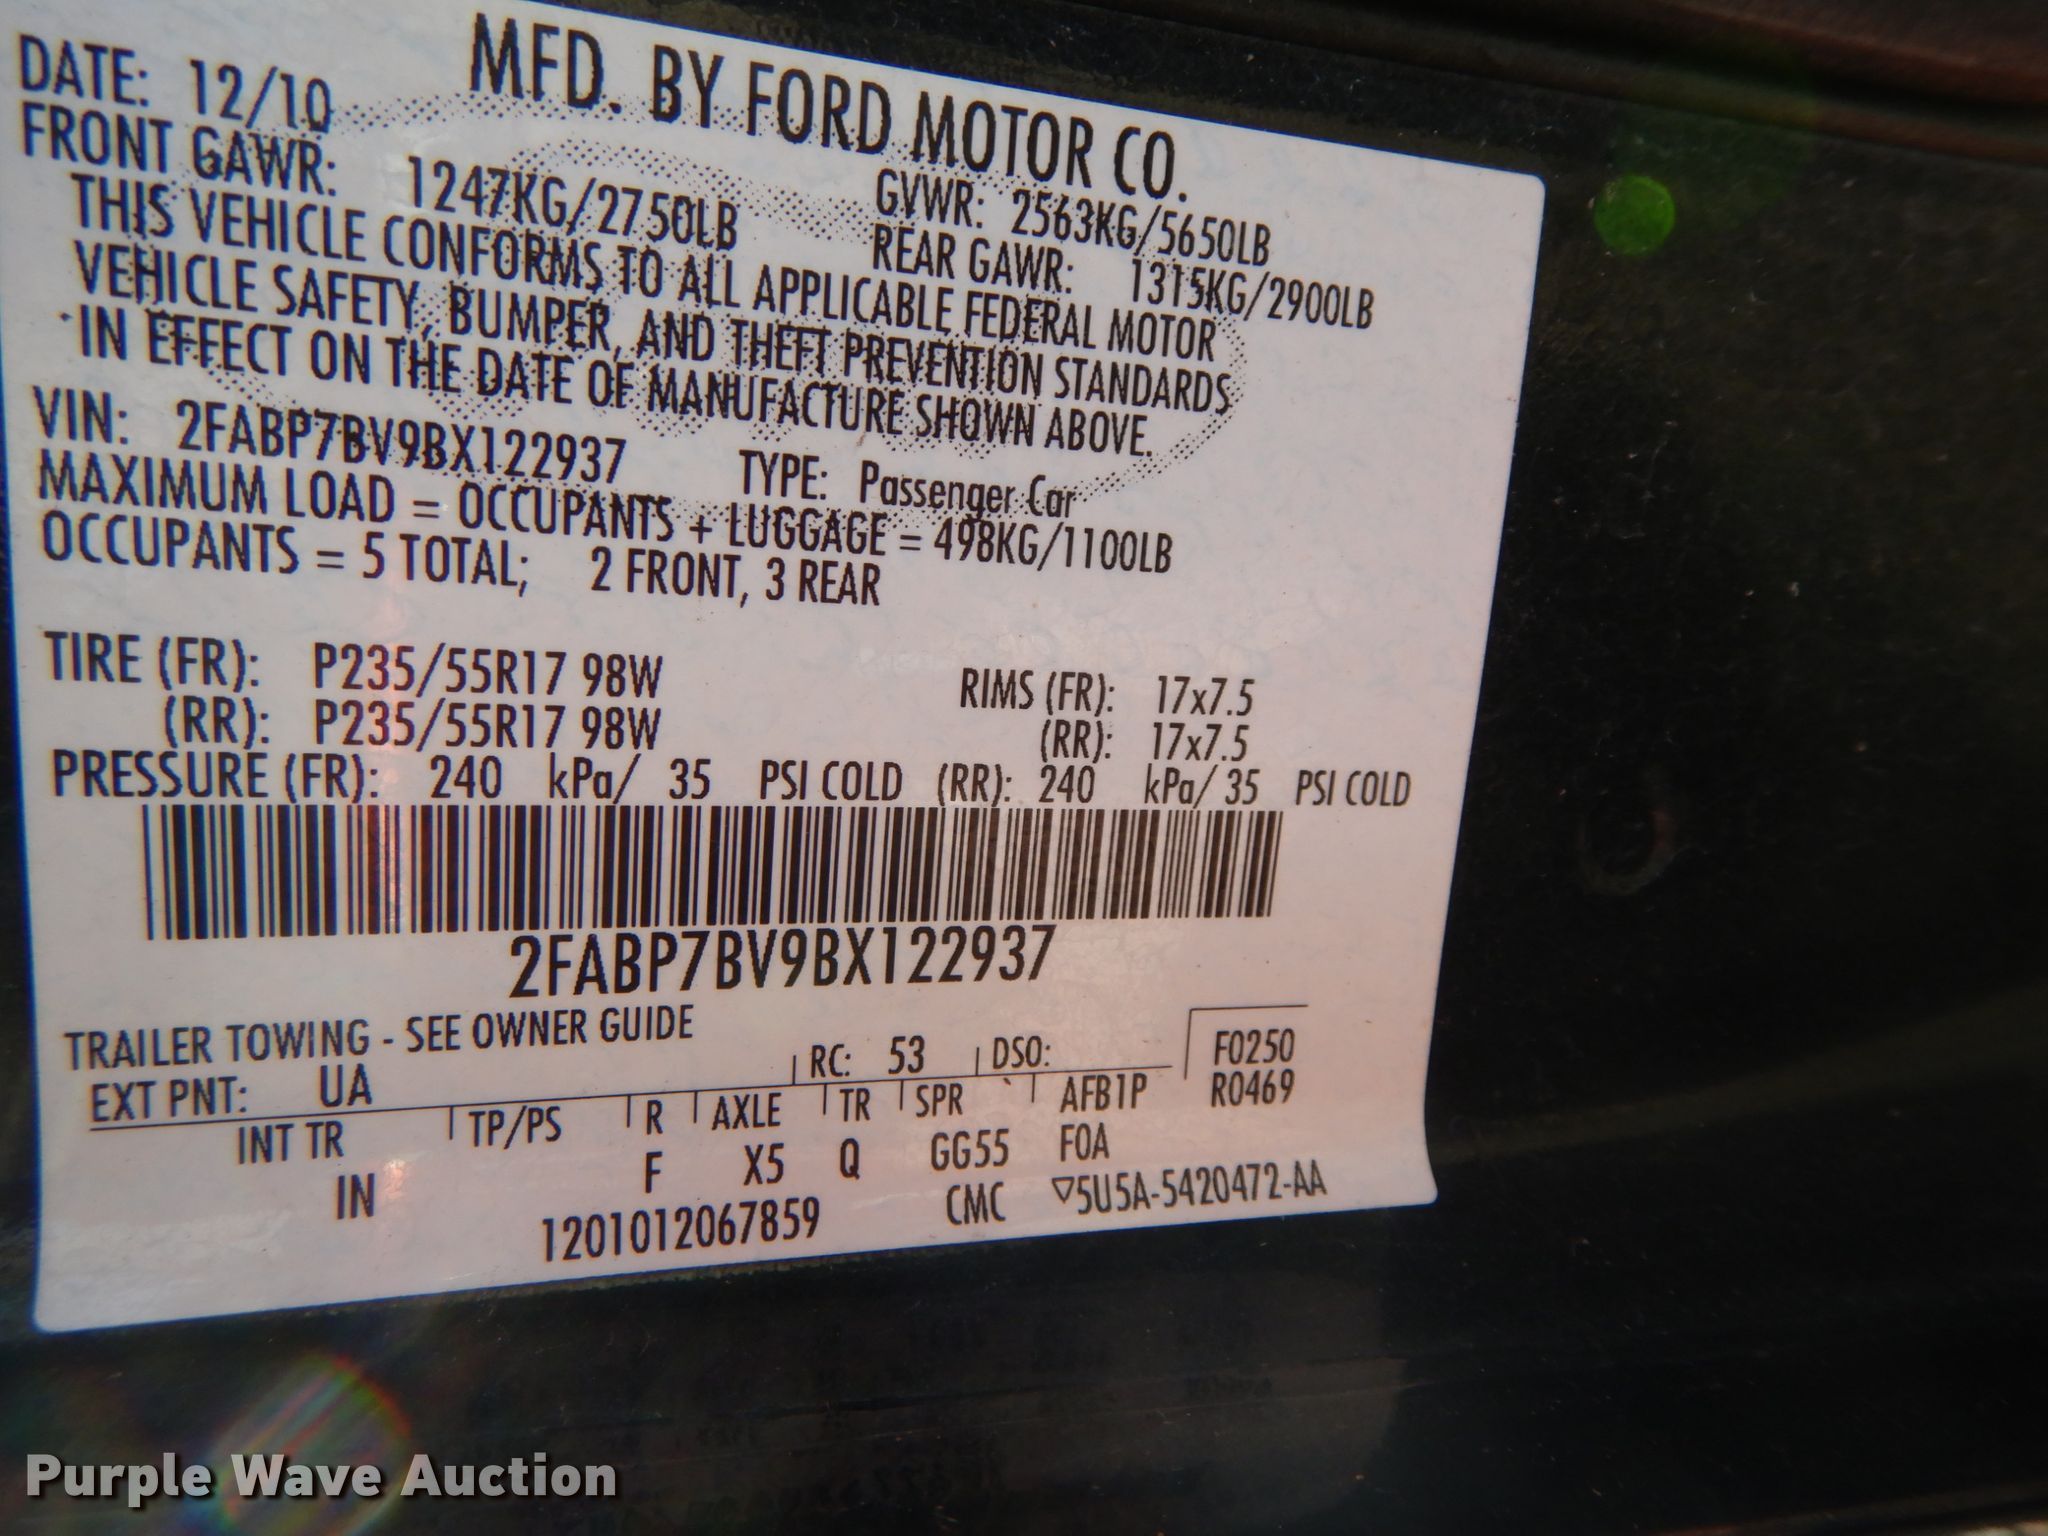 MFD. BY FORD MOTOR CO.
DATE: 12/10
GVWR: 2563KG/5650LB
FRONT GAWR: 1247KG/2750LB
REAR GAWR: 1315KG/2900LB
THIS VEHICLE CONFORMS TO ALL APPLICABLE FEDERAL MOTOR
VEHICLE SAFETY, BUMPER, AND THEFT PREVENTION STANDARDS
IN EFFECT ON THE DATE OF MANUFACTURE SHOWN ABOVE.
VIN: 2FABP7BV9BX122937 TYPE: Passenger Car
MAXIMUM LOAD = OCCUPANTS + LUGGAGE = 498KG/1100LB
OCCUPANTS = 5 TOTAL; 2 FRONT, 3 REAR
TIRE (FR): P235/55R17 98W RIMS (FR): 17x7.5
(RR): P235/55R17 98W (RR): 17x7.5
PRESSURE (FR): 240 kPa/ 35 PSI COLD (RR): 240 kPa/ 35 PSI COLD
2FABP7BV9BX122937
TRAILER TOWING - SEE OWNER GUIDE
EXT PNT: UA RC: 53 DSO: F0250
INT TR TP/PS R AXLE TR SPR AFB1P R0469
IN F X5 Q GG55 F0A
1201012067859 CMC ▽5U5A-5420472-AA
Purple Wave Auction